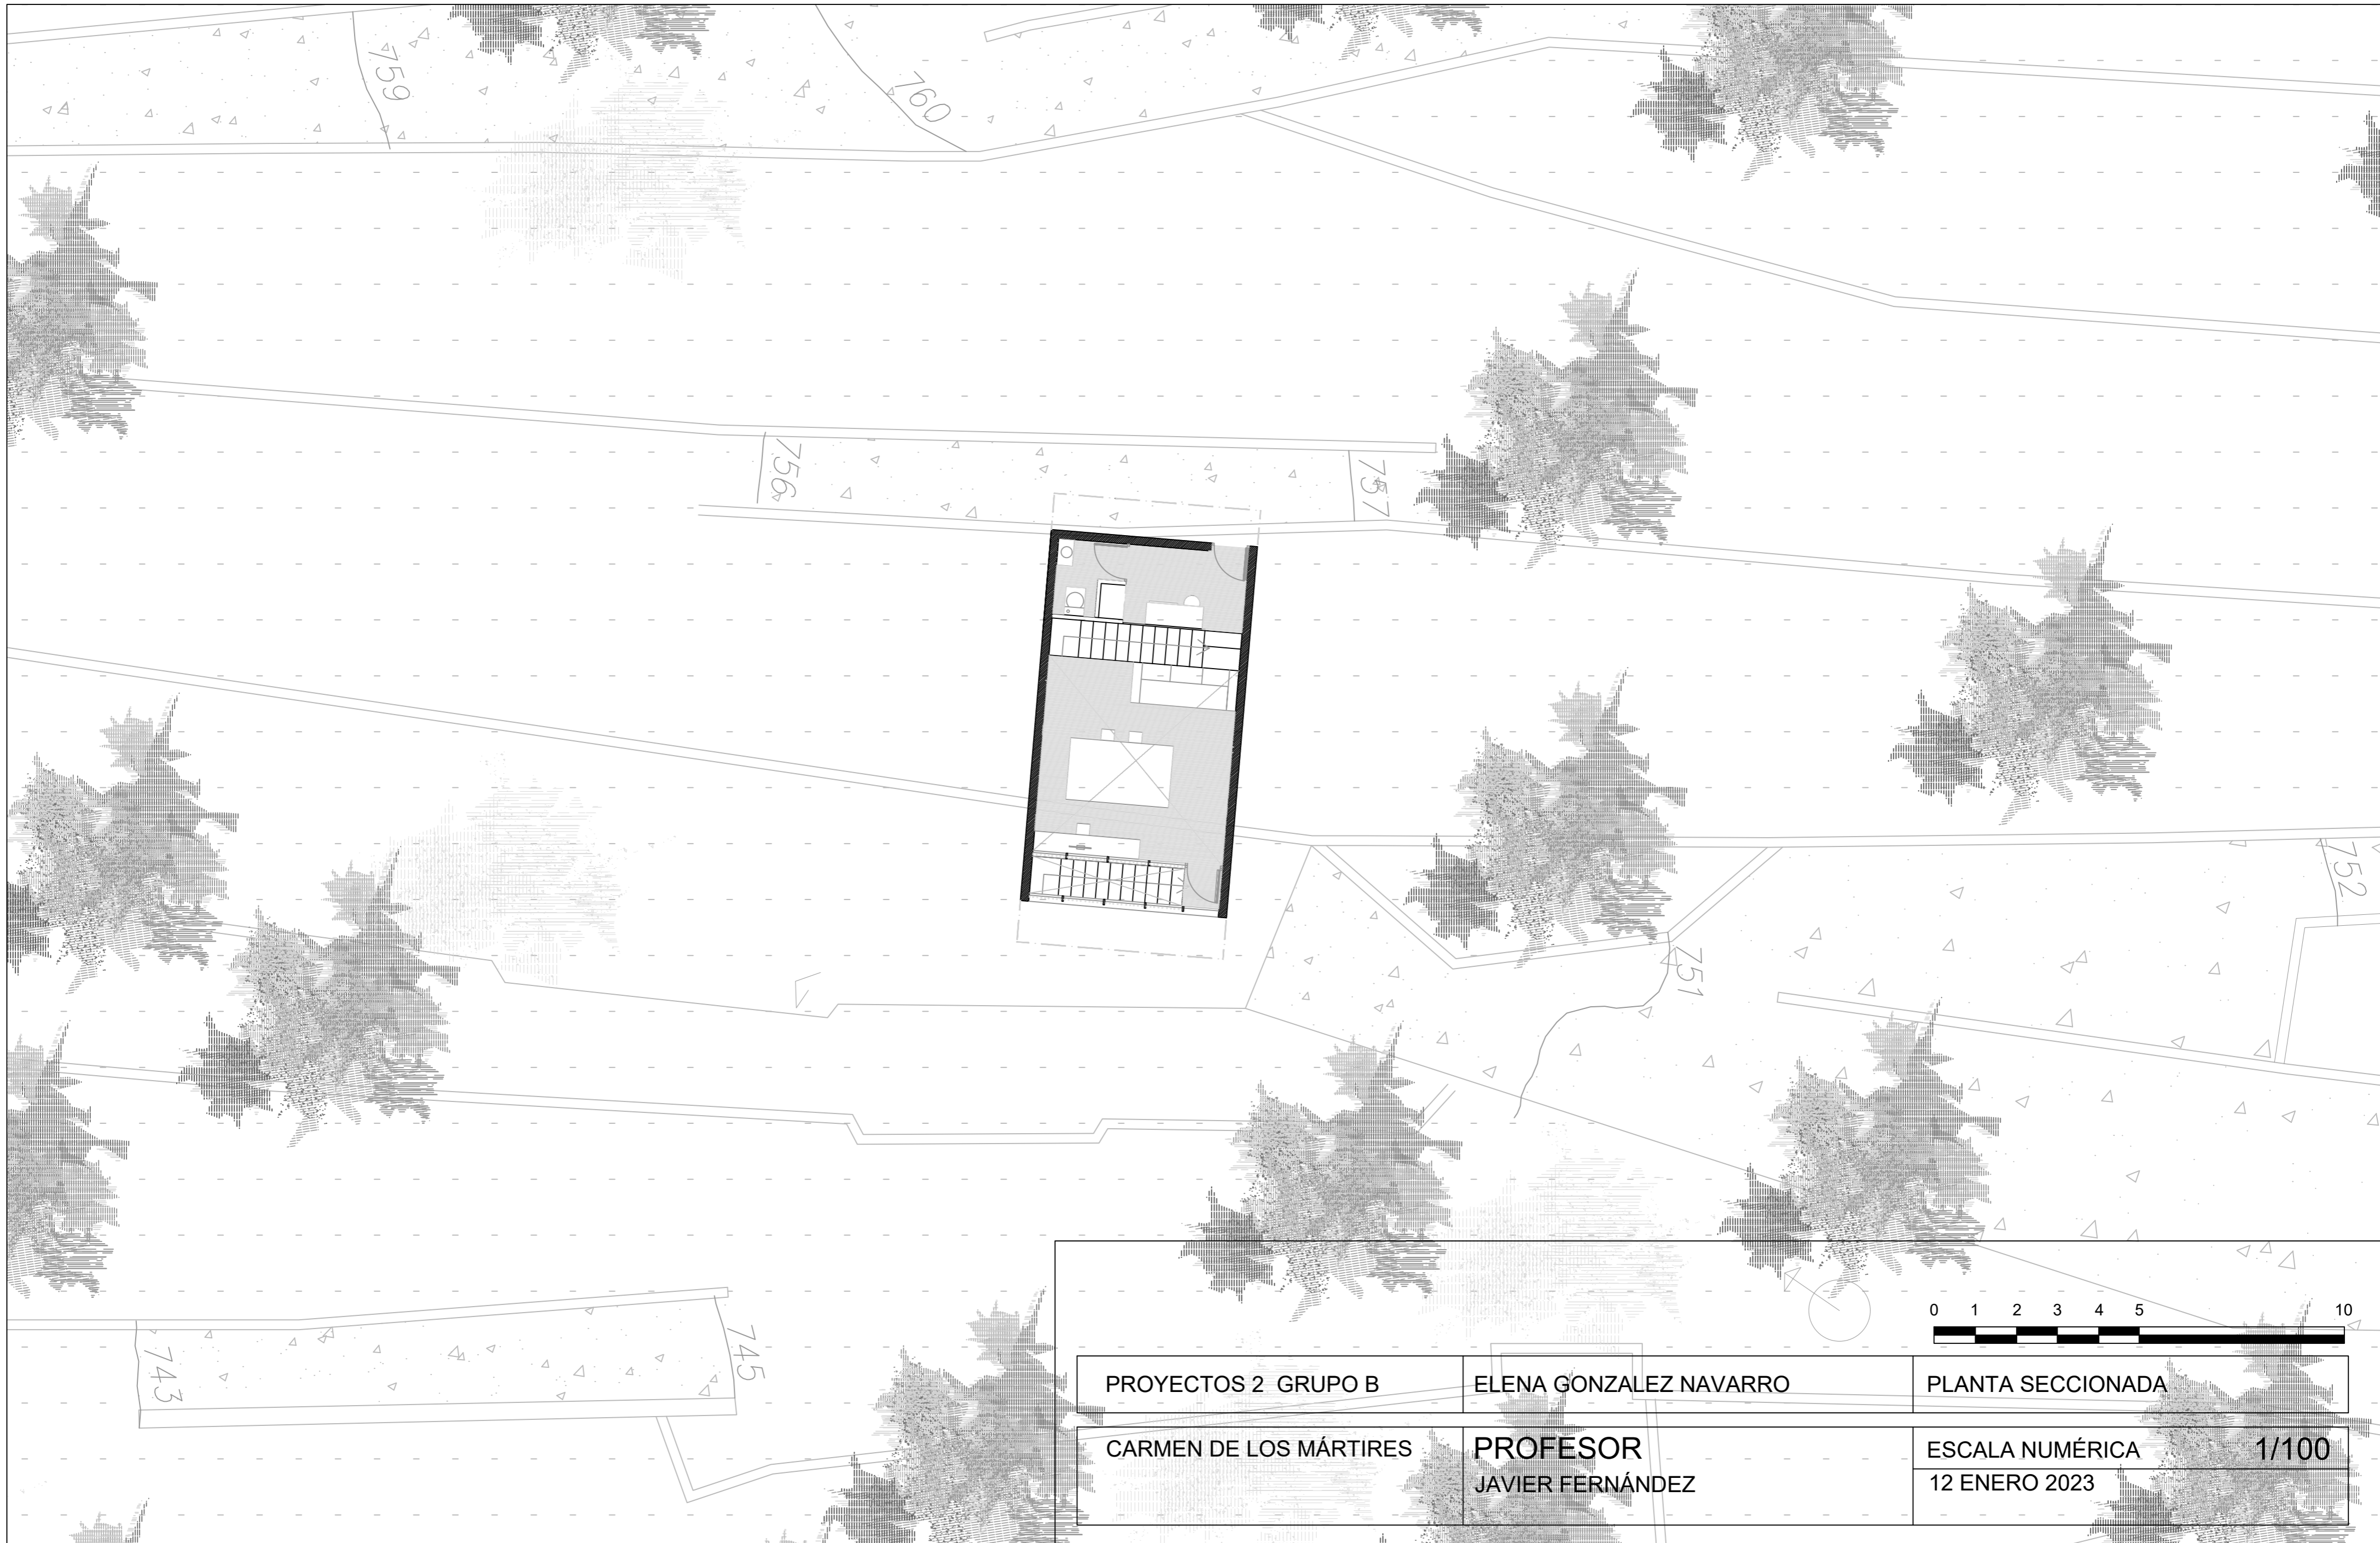 759
760
756
757
752
751
743
745
0 1 2 3 4 5 10
PROYECTOS 2 GRUPO B
ELENA GONZALEZ NAVARRO
PLANTA SECCIONADA
CARMEN DE LOS MÁRTIRES
PROFESOR
JAVIER FERNÁNDEZ
ESCALA NUMÉRICA 1/100
12 ENERO 2023